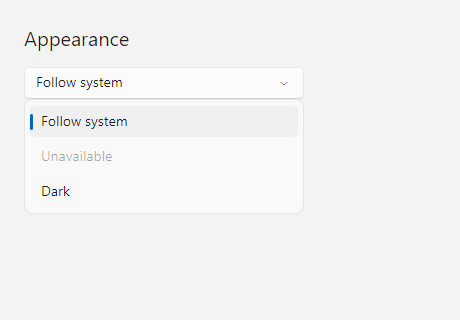 Appearance
Follow system
Follow system
Unavailable
Dark